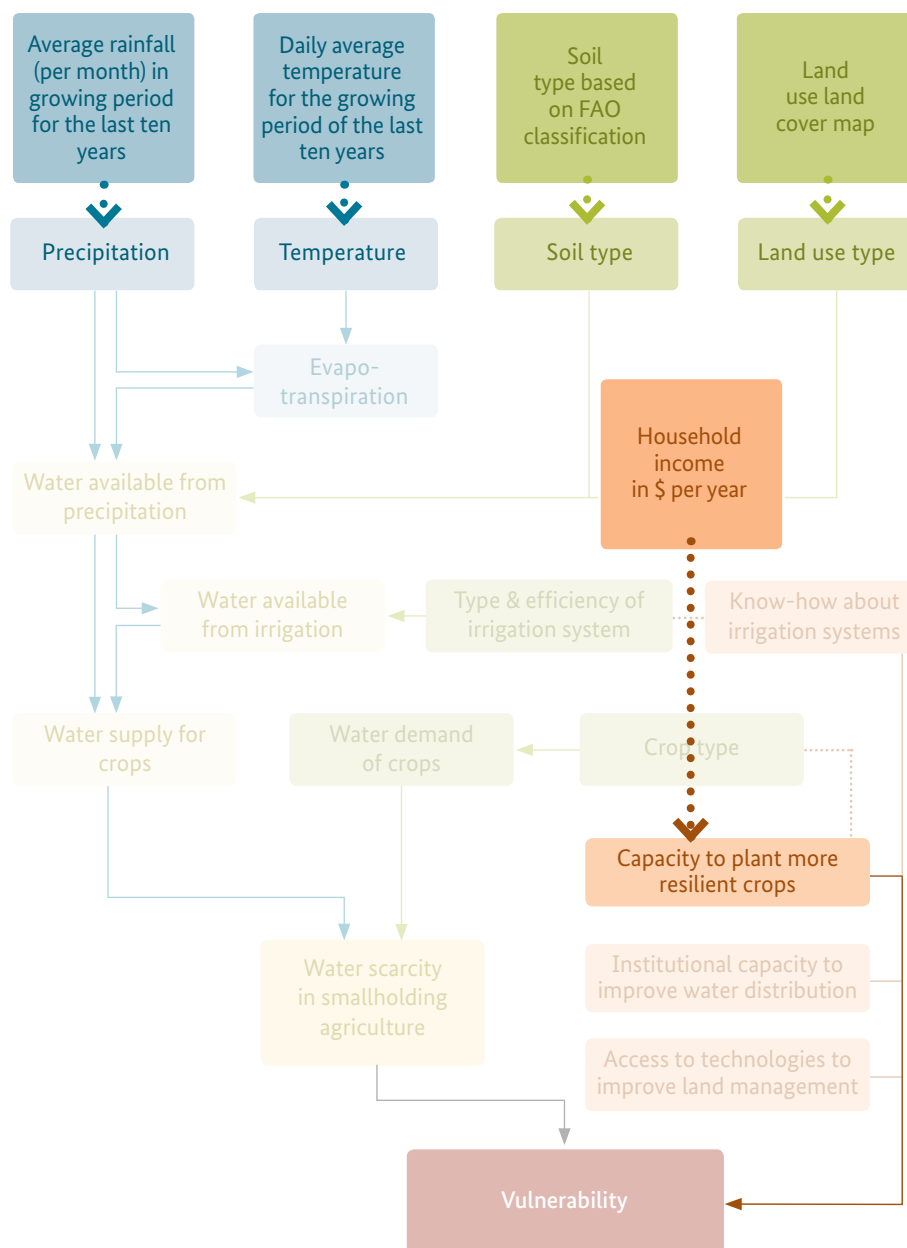 Average rainfall
(per month) in
growing period
for the last ten
years
Daily average
temperature
for the growing
period of the last
ten years
Soil
type based
on FAO
classification
Land
use land
cover map
Precipitation
Temperature
Soil type
Land use type
Evapo-
transpiration
Household
income
in $ per year
Water available from
precipitation
Water available
from irrigation
Type & efficiency of
irrigation system
Know-how about
irrigation systems
Water supply for
crops
Water demand
of crops
Crop type
Capacity to plant more
resilient crops
Water scarcity
in smallholding
agriculture
Institutional capacity to
improve water distribution
Access to technologies to
improve land management
Vulnerability